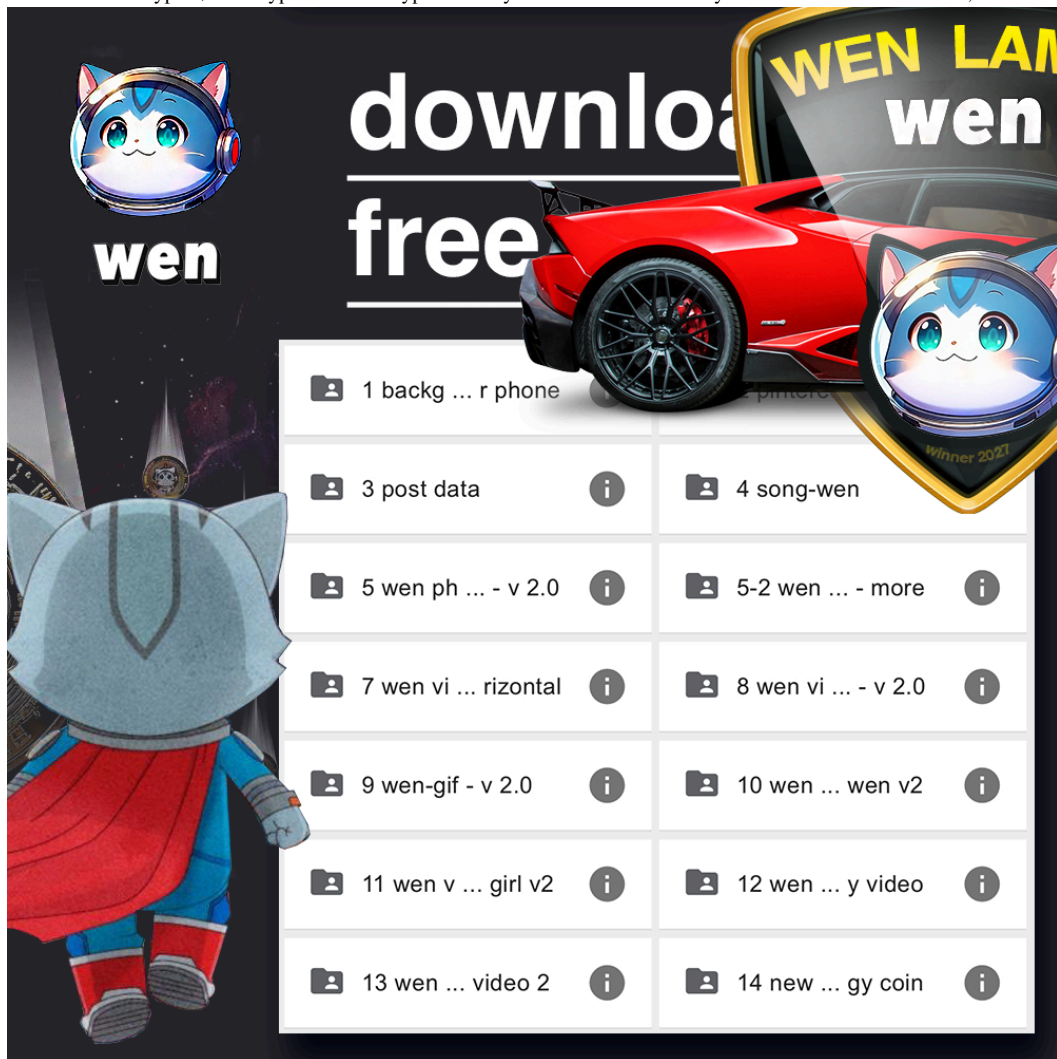 WEN
wen
wen
free
1 backg ... r phone
3 post data
4 song-wen
5 wen ph ... - v 2.0
5-2 wen ... - more
7 wen vi ... rizontal
8 wen vi ... - v 2.0
9 wen-gif - v 2.0
10 wen ... wen v2
11 wen v ... girl v2
12 wen ... y video
13 wen ... video 2
14 new ... gy coin
winner 2027